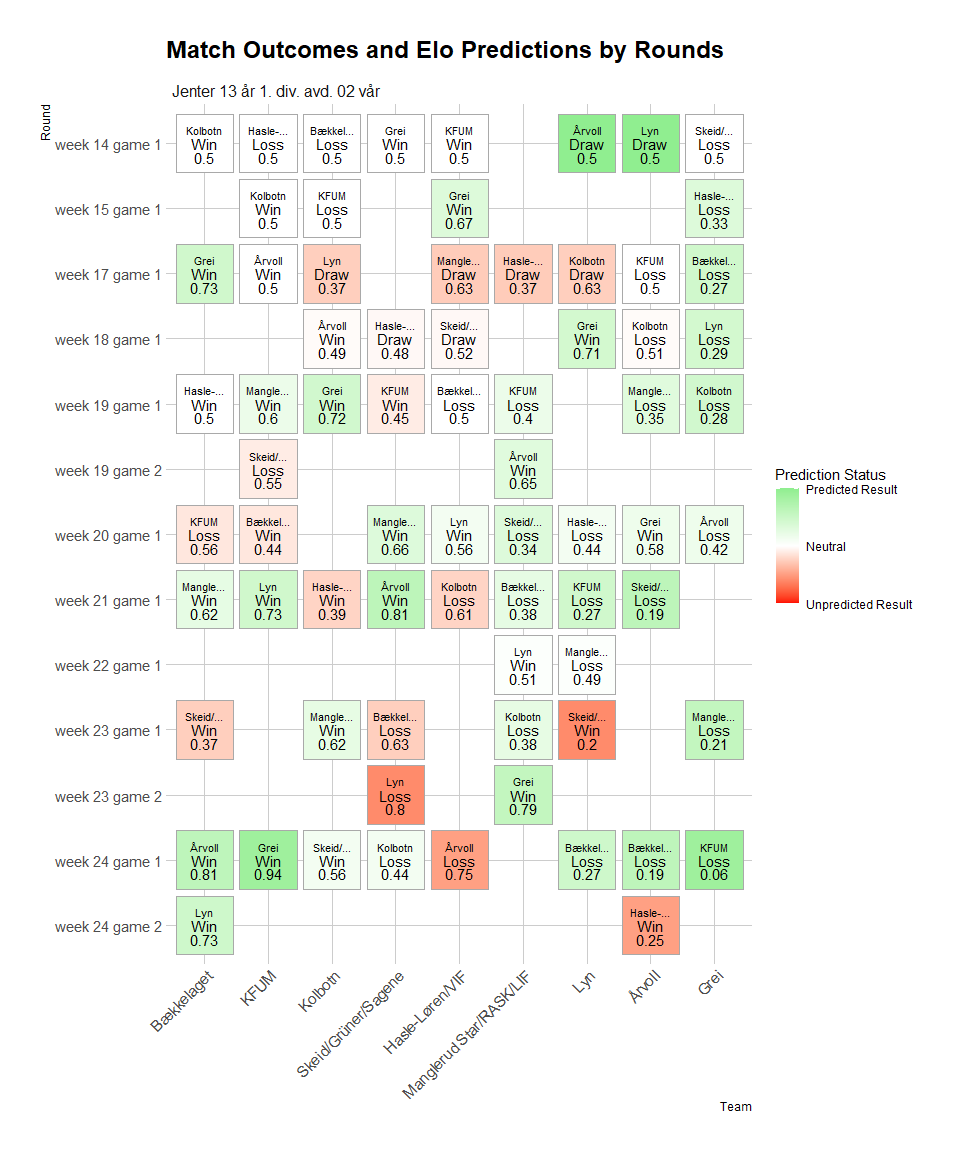 Match Outcomes and Elo Predictions by Rounds
Jenter 13 år 1. div. avd. 02 vår
Round
week 14 game 1
Kolbotn Hasle-... Bækkel... Grei KFUM Årvoll Lyn Skeid/...
Win Loss Loss Win Win Draw Draw Loss
0.5 0.5 0.5 0.5 0.5 0.5 0.5 0.5
week 15 game 1
Kolbotn KFUM Grei Hasle-...
Win Loss Win Loss
0.5 0.5 0.67 0.33
week 17 game 1
Grei Årvoll Lyn Mangle... Hasle-... Kolbotn KFUM Bækkel...
Win Win Draw Draw Draw Draw Loss Loss
0.73 0.5 0.37 0.63 0.37 0.63 0.5 0.27
week 18 game 1
Årvoll Hasle-... Skeid/... Grei Kolbotn Lyn
Win Draw Draw Win Loss Loss
0.49 0.48 0.52 0.71 0.51 0.29
week 19 game 1
Hasle-... Mangle... Grei KFUM Bækkel... KFUM Mangle... Kolbotn
Win Win Win Win Loss Loss Loss Loss
0.5 0.6 0.72 0.45 0.5 0.4 0.35 0.28
week 19 game 2
Skeid/... Årvoll
Loss Win
0.55 0.65
week 20 game 1
KFUM Bækkel... Mangle... Lyn Skeid/... Hasle-... Grei Årvoll
Loss Win Win Win Loss Loss Win Loss
0.56 0.44 0.66 0.56 0.34 0.44 0.58 0.42
week 21 game 1
Mangle... Lyn Hasle-... Årvoll Kolbotn Bækkel... KFUM Skeid/...
Win Win Win Win Loss Loss Loss Loss
0.62 0.73 0.39 0.81 0.61 0.38 0.27 0.19
week 22 game 1
Lyn Mangle...
Win Loss
0.51 0.49
week 23 game 1
Skeid/... Mangle... Bækkel... Kolbotn Skeid/... Mangle...
Win Win Loss Loss Win Loss
0.37 0.62 0.63 0.38 0.2 0.21
week 23 game 2
Lyn Grei
Loss Win
0.8 0.79
week 24 game 1
Årvoll Grei Skeid/... Kolbotn Årvoll Bækkel... Bækkel... KFUM
Win Win Win Loss Loss Loss Loss Loss
0.81 0.94 0.56 0.44 0.75 0.27 0.19 0.06
week 24 game 2
Lyn Hasle-...
Win Win
0.73 0.25
Bækkelaget
KFUM
Kolbotn
Skeid/Grüner/Sagene
Hasle-Løren/VIF
Manglerud Star/RASK/LIF
Lyn
Årvoll
Grei
Team
Prediction Status
Predicted Result
Neutral
Unpredicted Result